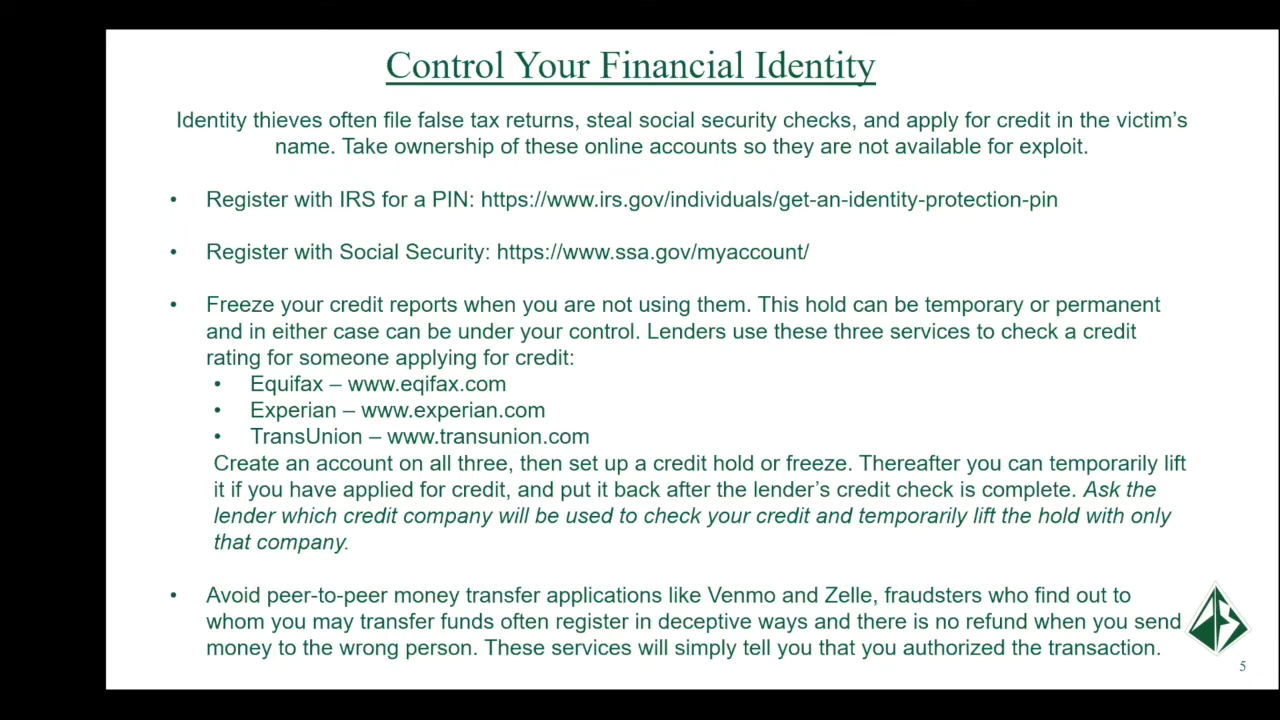 Control Your Financial Identity
Identity thieves often file false tax returns, steal social security checks, and apply for credit in the victim's
name. Take ownership of these online accounts so they are not available for exploit.
• Register with IRS for a PIN: https://www.irs.gov/individuals/get-an-identity-protection-pin
• Register with Social Security: https://www.ssa.gov/myaccount/
• Freeze your credit reports when you are not using them. This hold can be temporary or permanent
and in either case can be under your control. Lenders use these three services to check a credit
rating for someone applying for credit:
• Equifax – www.eqifax.com
• Experian – www.experian.com
• TransUnion – www.transunion.com
Create an account on all three, then set up a credit hold or freeze. Thereafter you can temporarily lift
it if you have applied for credit, and put it back after the lender's credit check is complete. Ask the
lender which credit company will be used to check your credit and temporarily lift the hold with only
that company.
• Avoid peer-to-peer money transfer applications like Venmo and Zelle, fraudsters who find out to
whom you may transfer funds often register in deceptive ways and there is no refund when you send
money to the wrong person. These services will simply tell you that you authorized the transaction.
5